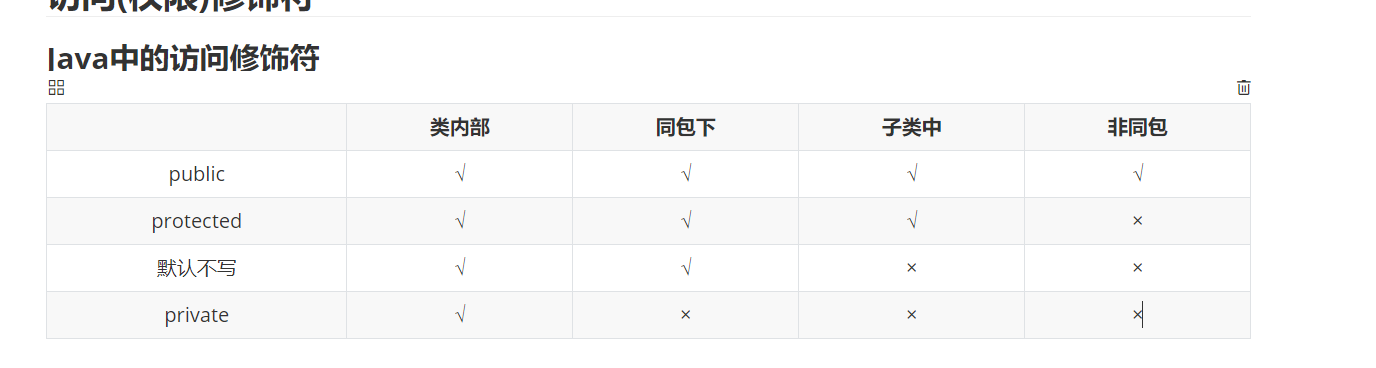 访问(权限)修饰符
Java中的访问修饰符
类内部 同包下 子类中 非同包
public √ √ √ √
protected √ √ √ ×
默认不写 √ √ × ×
private √ × × ×